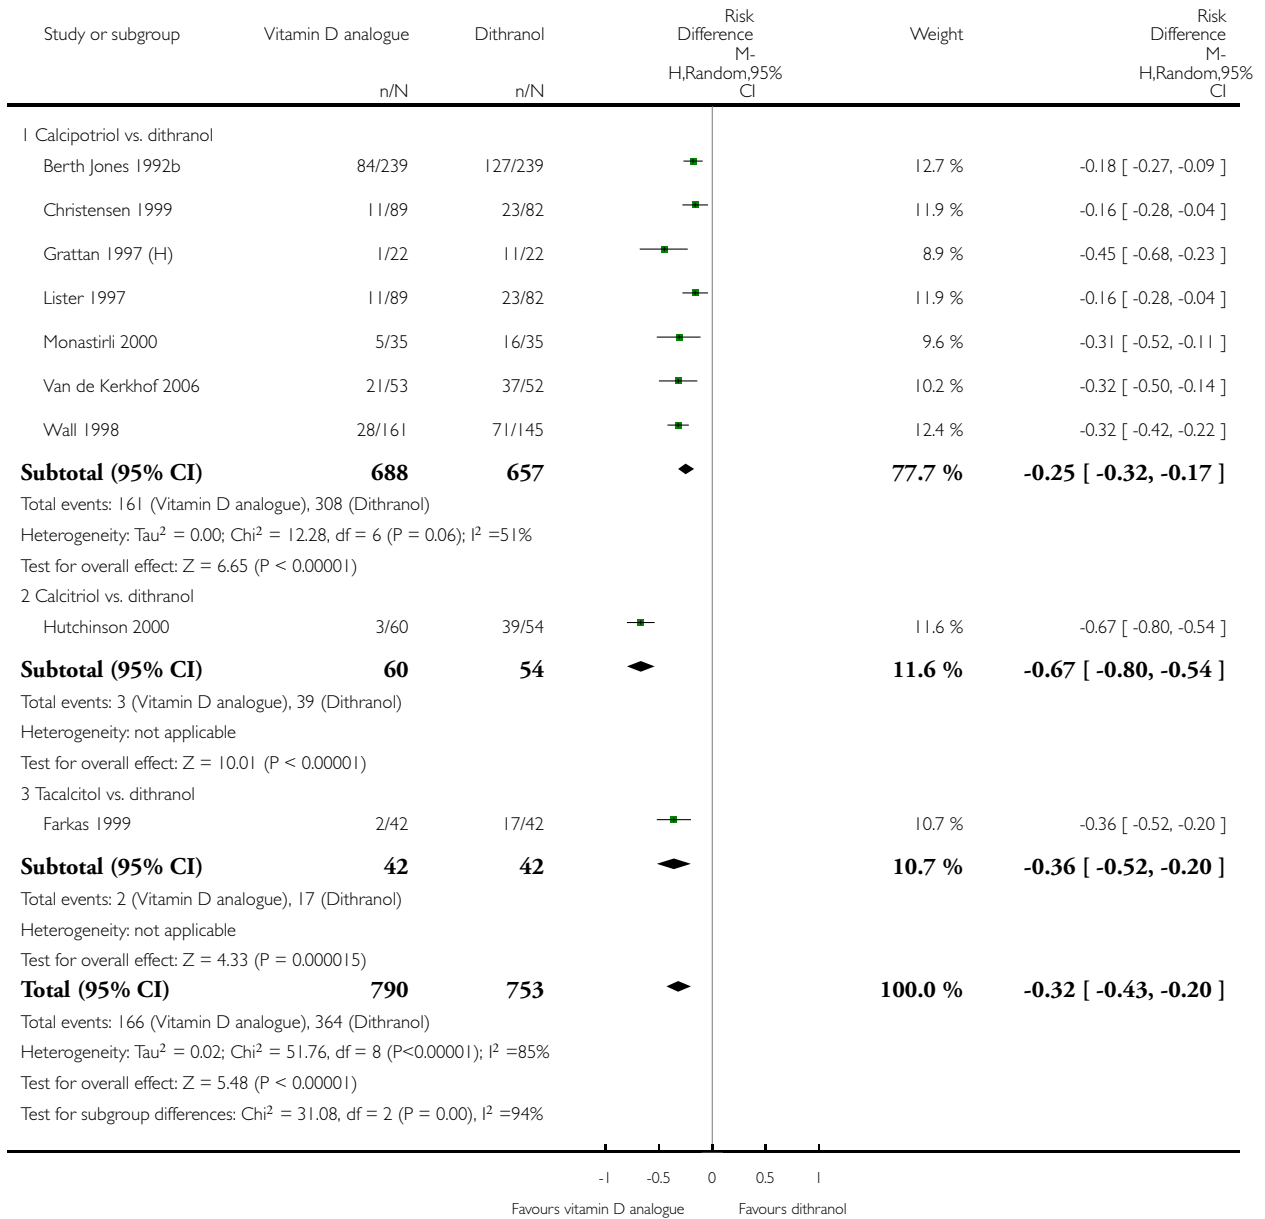 Study or subgroup Vitamin D analogue Dithranol Risk Difference M-H,Random,95% CI Weight Risk Difference M-H,Random,95% CI
n/N n/N
1 Calcipotriol vs. dithranol
Berth Jones 1992b 84/239 127/239 12.7 % -0.18 [ -0.27, -0.09 ]
Christensen 1999 11/89 23/82 11.9 % -0.16 [ -0.28, -0.04 ]
Grattan 1997 (H) 1/22 11/22 8.9 % -0.45 [ -0.68, -0.23 ]
Lister 1997 11/89 23/82 11.9 % -0.16 [ -0.28, -0.04 ]
Monastirli 2000 5/35 16/35 9.6 % -0.31 [ -0.52, -0.11 ]
Van de Kerkhof 2006 21/53 37/52 10.2 % -0.32 [ -0.50, -0.14 ]
Wall 1998 28/161 71/145 12.4 % -0.32 [ -0.42, -0.22 ]
Subtotal (95% CI) 688 657 77.7 % -0.25 [ -0.32, -0.17 ]
Total events: 161 (Vitamin D analogue), 308 (Dithranol)
Heterogeneity: Tau² = 0.00; Chi² = 12.28, df = 6 (P = 0.06); I² =51%
Test for overall effect: Z = 6.65 (P < 0.00001)
2 Calcitriol vs. dithranol
Hutchinson 2000 3/60 39/54 11.6 % -0.67 [ -0.80, -0.54 ]
Subtotal (95% CI) 60 54 11.6 % -0.67 [ -0.80, -0.54 ]
Total events: 3 (Vitamin D analogue), 39 (Dithranol)
Heterogeneity: not applicable
Test for overall effect: Z = 10.01 (P < 0.00001)
3 Tacalcitol vs. dithranol
Farkas 1999 2/42 17/42 10.7 % -0.36 [ -0.52, -0.20 ]
Subtotal (95% CI) 42 42 10.7 % -0.36 [ -0.52, -0.20 ]
Total events: 2 (Vitamin D analogue), 17 (Dithranol)
Heterogeneity: not applicable
Test for overall effect: Z = 4.33 (P = 0.000015)
Total (95% CI) 790 753 100.0 % -0.32 [ -0.43, -0.20 ]
Total events: 166 (Vitamin D analogue), 364 (Dithranol)
Heterogeneity: Tau² = 0.02; Chi² = 51.76, df = 8 (P<0.00001); I² =85%
Test for overall effect: Z = 5.48 (P < 0.00001)
Test for subgroup differences: Chi² = 31.08, df = 2 (P = 0.00), I² =94%
-1 -0.5 0 0.5 1
Favours vitamin D analogue Favours dithranol